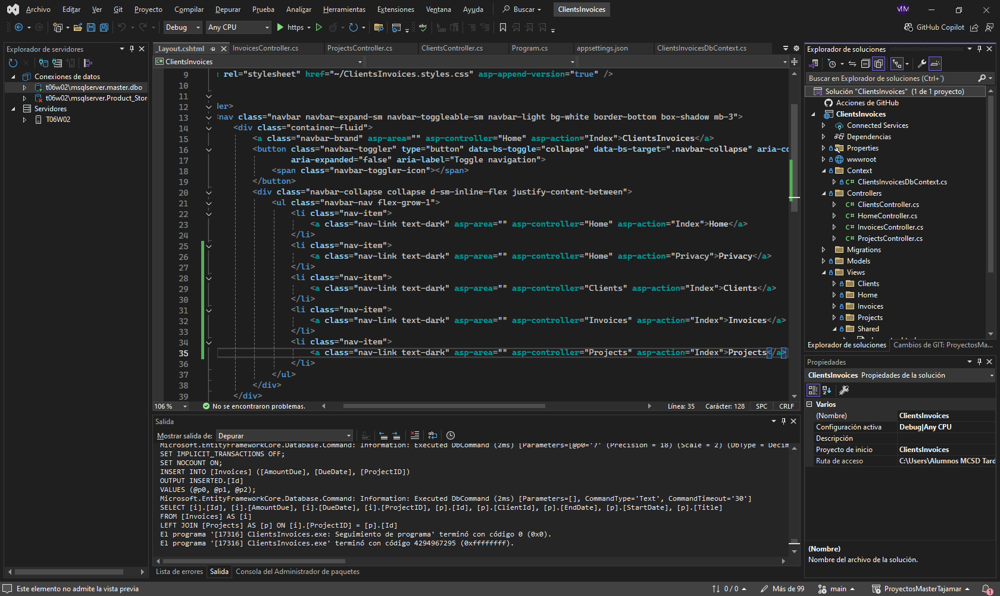 Archivo Editar Ver Git Proyecto Compilar Depurar Prueba Analizar Herramientas Extensiones Ventana Ayuda Buscar ClientsInvoices VM
Debug Any CPU https GitHub Copilot
Explorador de servidores
Conexiones de datos
t06w02\msqlserver.master.dbo
t06w02\msqlserver.Product_Stor
Servidores
T06W02
_Layout.cshtml InvoicesController.cs ProjectsController.cs ClientsController.cs Program.cs appsettings.json ClientsInvoicesDbContext.cs
C# ClientsInvoices
9 rel="stylesheet" href="~/ClientsInvoices.styles.css" asp-append-version="true" />
10
11
12 der>
13 <nav class="navbar navbar-expand-sm navbar-toggleable-sm navbar-light bg-white border-bottom box-shadow mb-3">
14 <div class="container-fluid">
15 <a class="navbar-brand" asp-area="" asp-controller="Home" asp-action="Index">ClientsInvoices</a>
16 <button class="navbar-toggler" type="button" data-bs-toggle="collapse" data-bs-target=".navbar-collapse" aria-co
17 aria-expanded="false" aria-label="Toggle navigation">
18 <span class="navbar-toggler-icon"></span>
19 </button>
20 <div class="navbar-collapse collapse d-sm-inline-flex justify-content-between">
21 <ul class="navbar-nav flex-grow-1">
22 <li class="nav-item">
23 <a class="nav-link text-dark" asp-area="" asp-controller="Home" asp-action="Index">Home</a>
24 </li>
25 <li class="nav-item">
26 <a class="nav-link text-dark" asp-area="" asp-controller="Home" asp-action="Privacy">Privacy</a>
27 </li>
28 <li class="nav-item">
29 <a class="nav-link text-dark" asp-area="" asp-controller="Clients" asp-action="Index">Clients</a>
30 </li>
31 <li class="nav-item">
32 <a class="nav-link text-dark" asp-area="" asp-controller="Invoices" asp-action="Index">Invoices</a>
33 </li>
34 <li class="nav-item">
35 <a class="nav-link text-dark" asp-area="" asp-controller="Projects" asp-action="Index">Projects</a>
36 </li>
37 </ul>
38 </div>
39 </div>
106 % No se encontraron problemas. Línea: 35 Carácter: 128 SPC CRLF
Salida
Mostrar salida de: Depurar
Microsoft.EntityFrameworkCore.Database.Command: Information: Executed DbCommand (2ms) [Parameters=[@p0='?' (Precision = 18) (Scale = 2) (DbType = Decim
SET IMPLICIT_TRANSACTIONS OFF;
SET NOCOUNT ON;
INSERT INTO [Invoices] ([AmountDue], [DueDate], [ProjectID])
OUTPUT INSERTED.[Id]
VALUES (@p0, @p1, @p2);
Microsoft.EntityFrameworkCore.Database.Command: Information: Executed DbCommand (2ms) [Parameters=[], CommandType='Text', CommandTimeout='30']
SELECT [i].[Id], [i].[AmountDue], [i].[DueDate], [i].[ProjectID], [p].[Id], [p].[ClientId], [p].[EndDate], [p].[StartDate], [p].[Title]
FROM [Invoices] AS [i]
LEFT JOIN [Projects] AS [p] ON [i].[ProjectID] = [p].[Id]
El programa '[17316] ClientsInvoices.exe: Seguimiento de programa' terminó con código 0 (0x0).
El programa '[17316] ClientsInvoices.exe' terminó con código 4294967295 (0xffffffff).
Lista de errores Salida Consola del Administrador de paquetes
Explorador de soluciones
Buscar en Explorador de soluciones (Ctrl+`)
Solución "ClientsInvoices" (1 de 1 proyecto)
Acciones de GitHub
ClientsInvoices
Connected Services
Dependencias
Properties
wwwroot
Context
C# ClientsInvoicesDbContext.cs
Controllers
C# ClientsController.cs
C# HomeController.cs
C# InvoicesController.cs
C# ProjectsController.cs
Migrations
Models
Views
Clients
Home
Invoices
Projects
Shared
Explorador de soluciones Cambios de GIT: ProyectosMa...
Propiedades
ClientsInvoices Propiedades de la solución
Varios
(Nombre) ClientsInvoices
Configuración activa Debug|Any CPU
Descripción
Proyecto de inicio ClientsInvoices
Ruta de acceso C:\Users\Alumnos MCSD Tard
(Nombre)
Nombre del archivo de la solución.
Este elemento no admite la vista previa 0 / 0 Más de 99 main ProyectosMasterTajamar 1